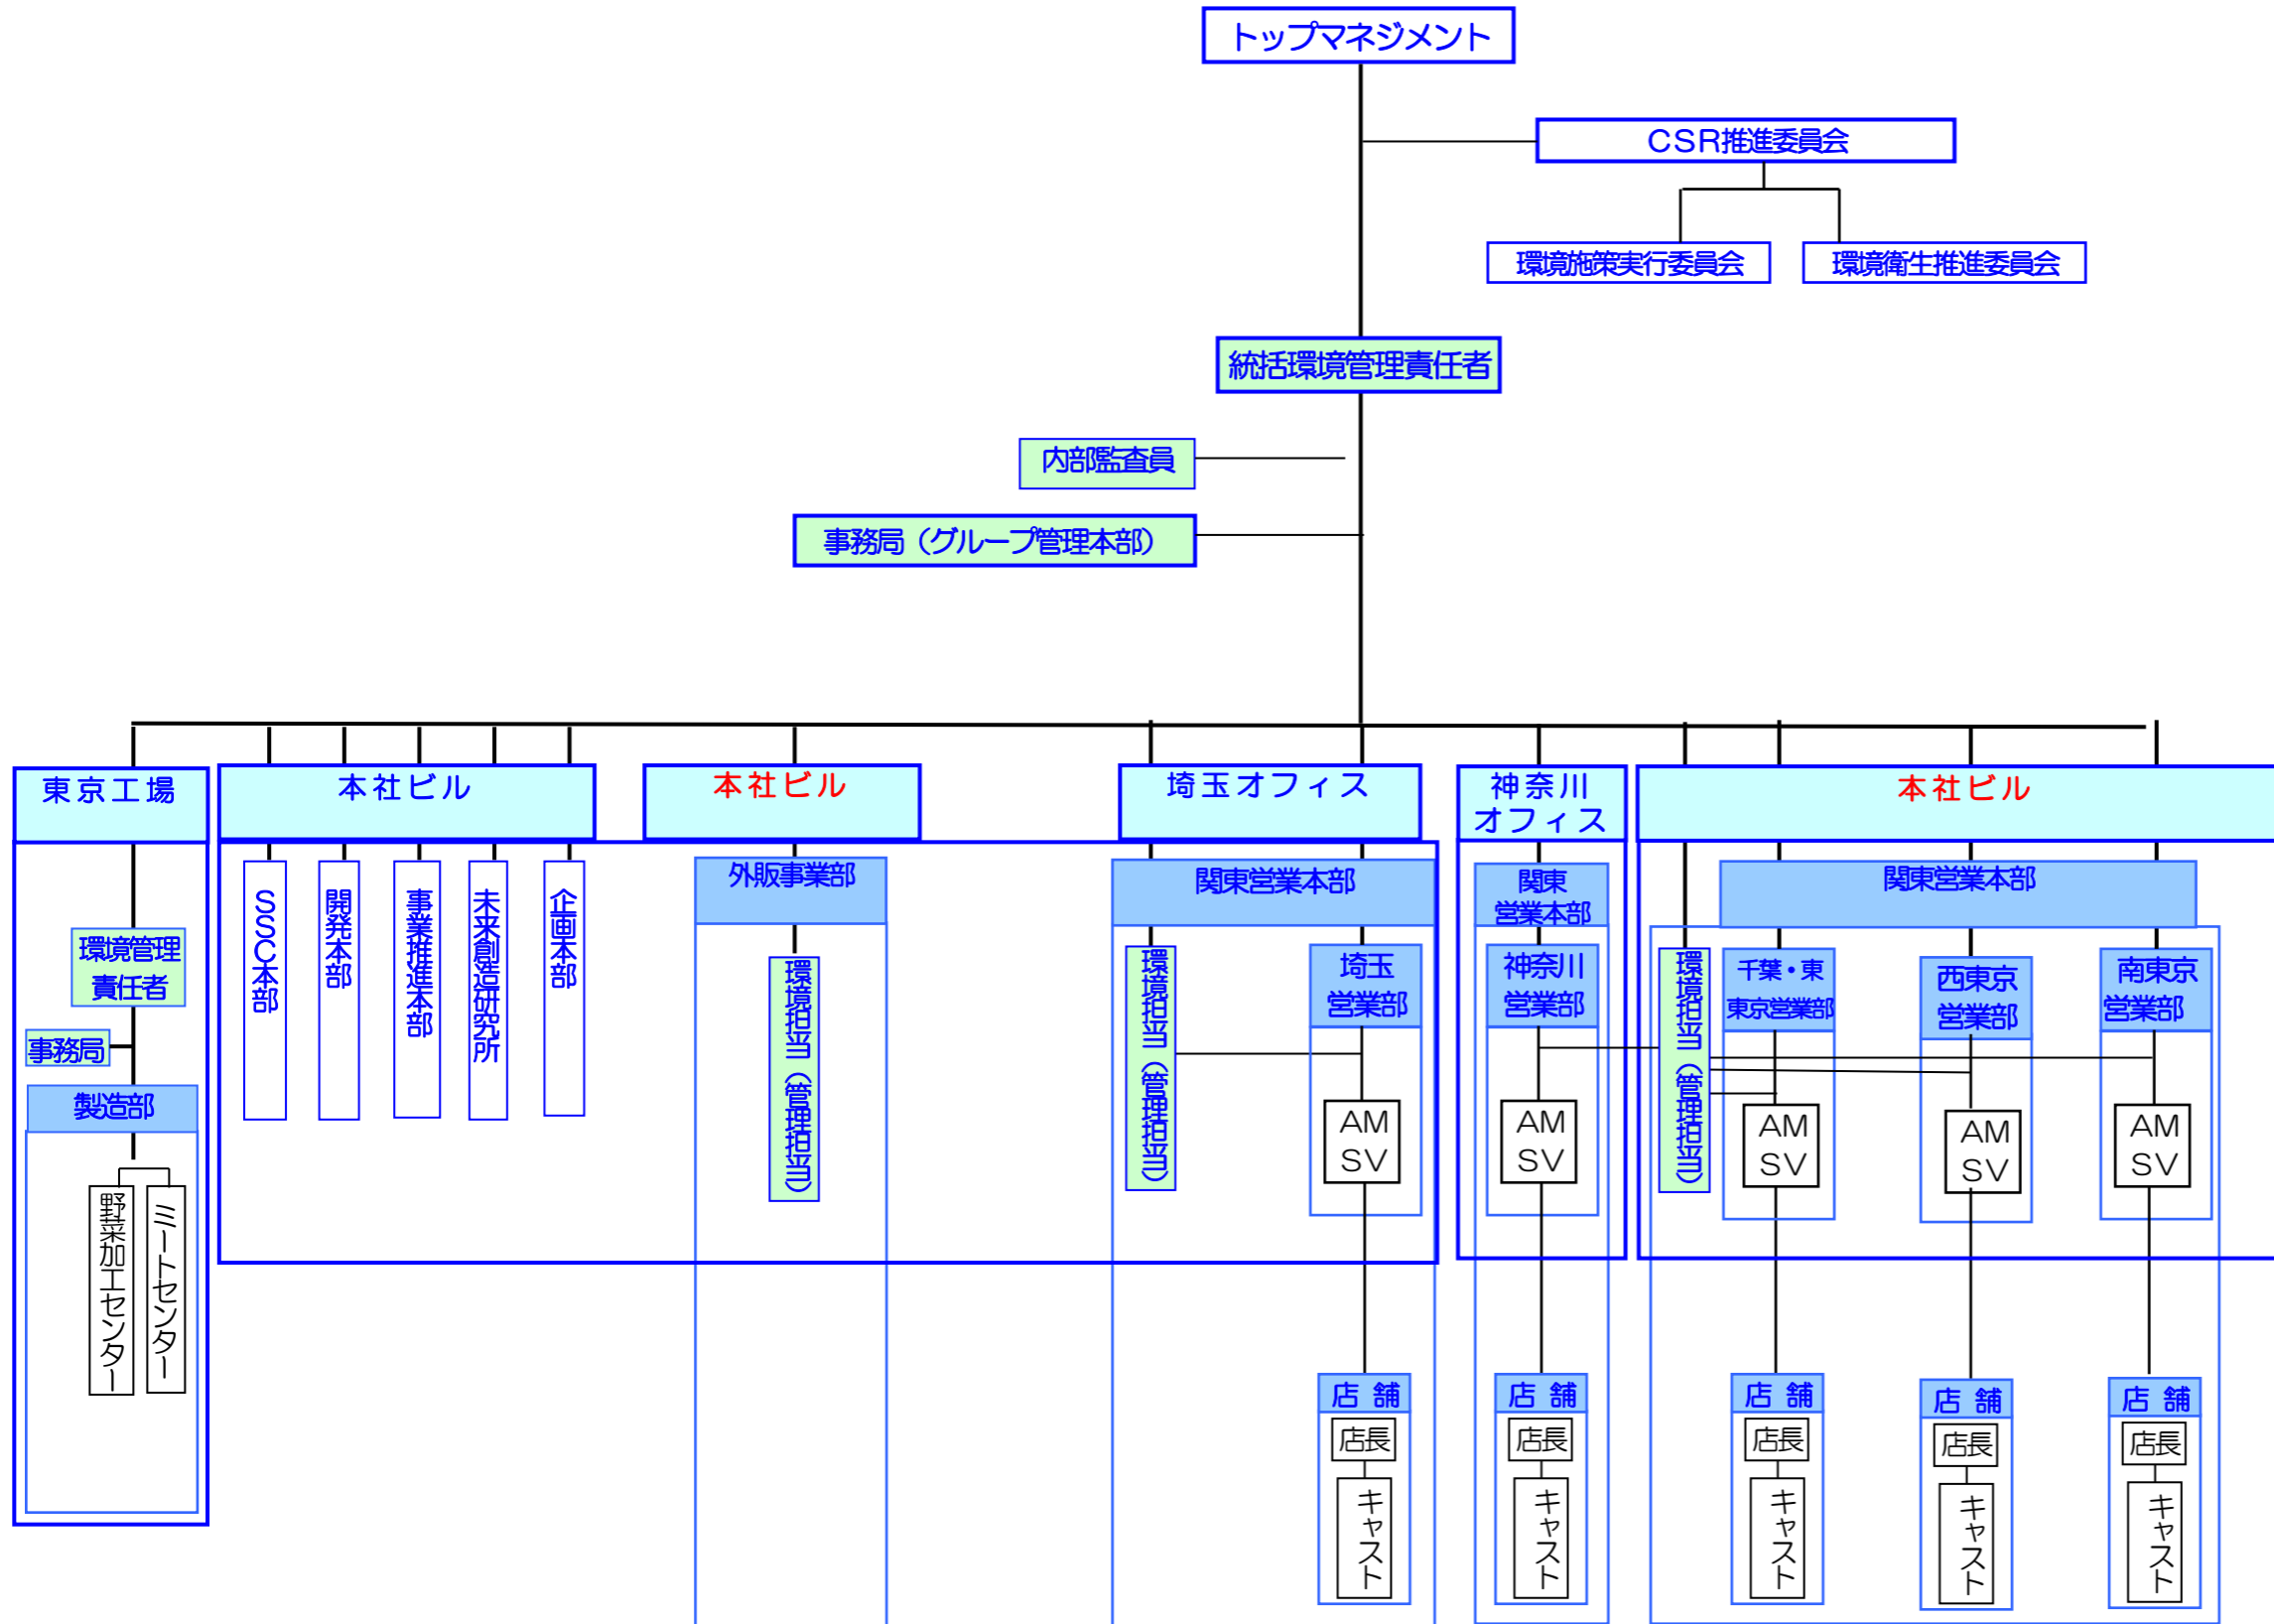 トップマネジメント
CSR推進委員会
環境施策実行委員会
環境衛生推進委員会
統括環境管理責任者
内部監査員
事務局（グループ管理本部）
東京工場
本社ビル
本社ビル
埼玉オフィス
神奈川
オフィス
本社ビル
環境管理
責任者
事務局
製造部
野菜加工センター
ミートセンター
SSC本部
開発本部
事業推進本部
未来創造研究所
企画本部
外販事業部
環境担当（管理担当）
関東営業本部
環境担当（管理担当）
埼玉
営業部
AM
SV
店舗
店長
キャスト
関東
営業本部
神奈川
営業部
AM
SV
店舗
店長
キャスト
関東営業本部
環境担当（管理担当）
千葉・東
東京営業部
AM
SV
店舗
店長
キャスト
西東京
営業部
AM
SV
店舗
店長
キャスト
南東京
営業部
AM
SV
店舗
店長
キャスト